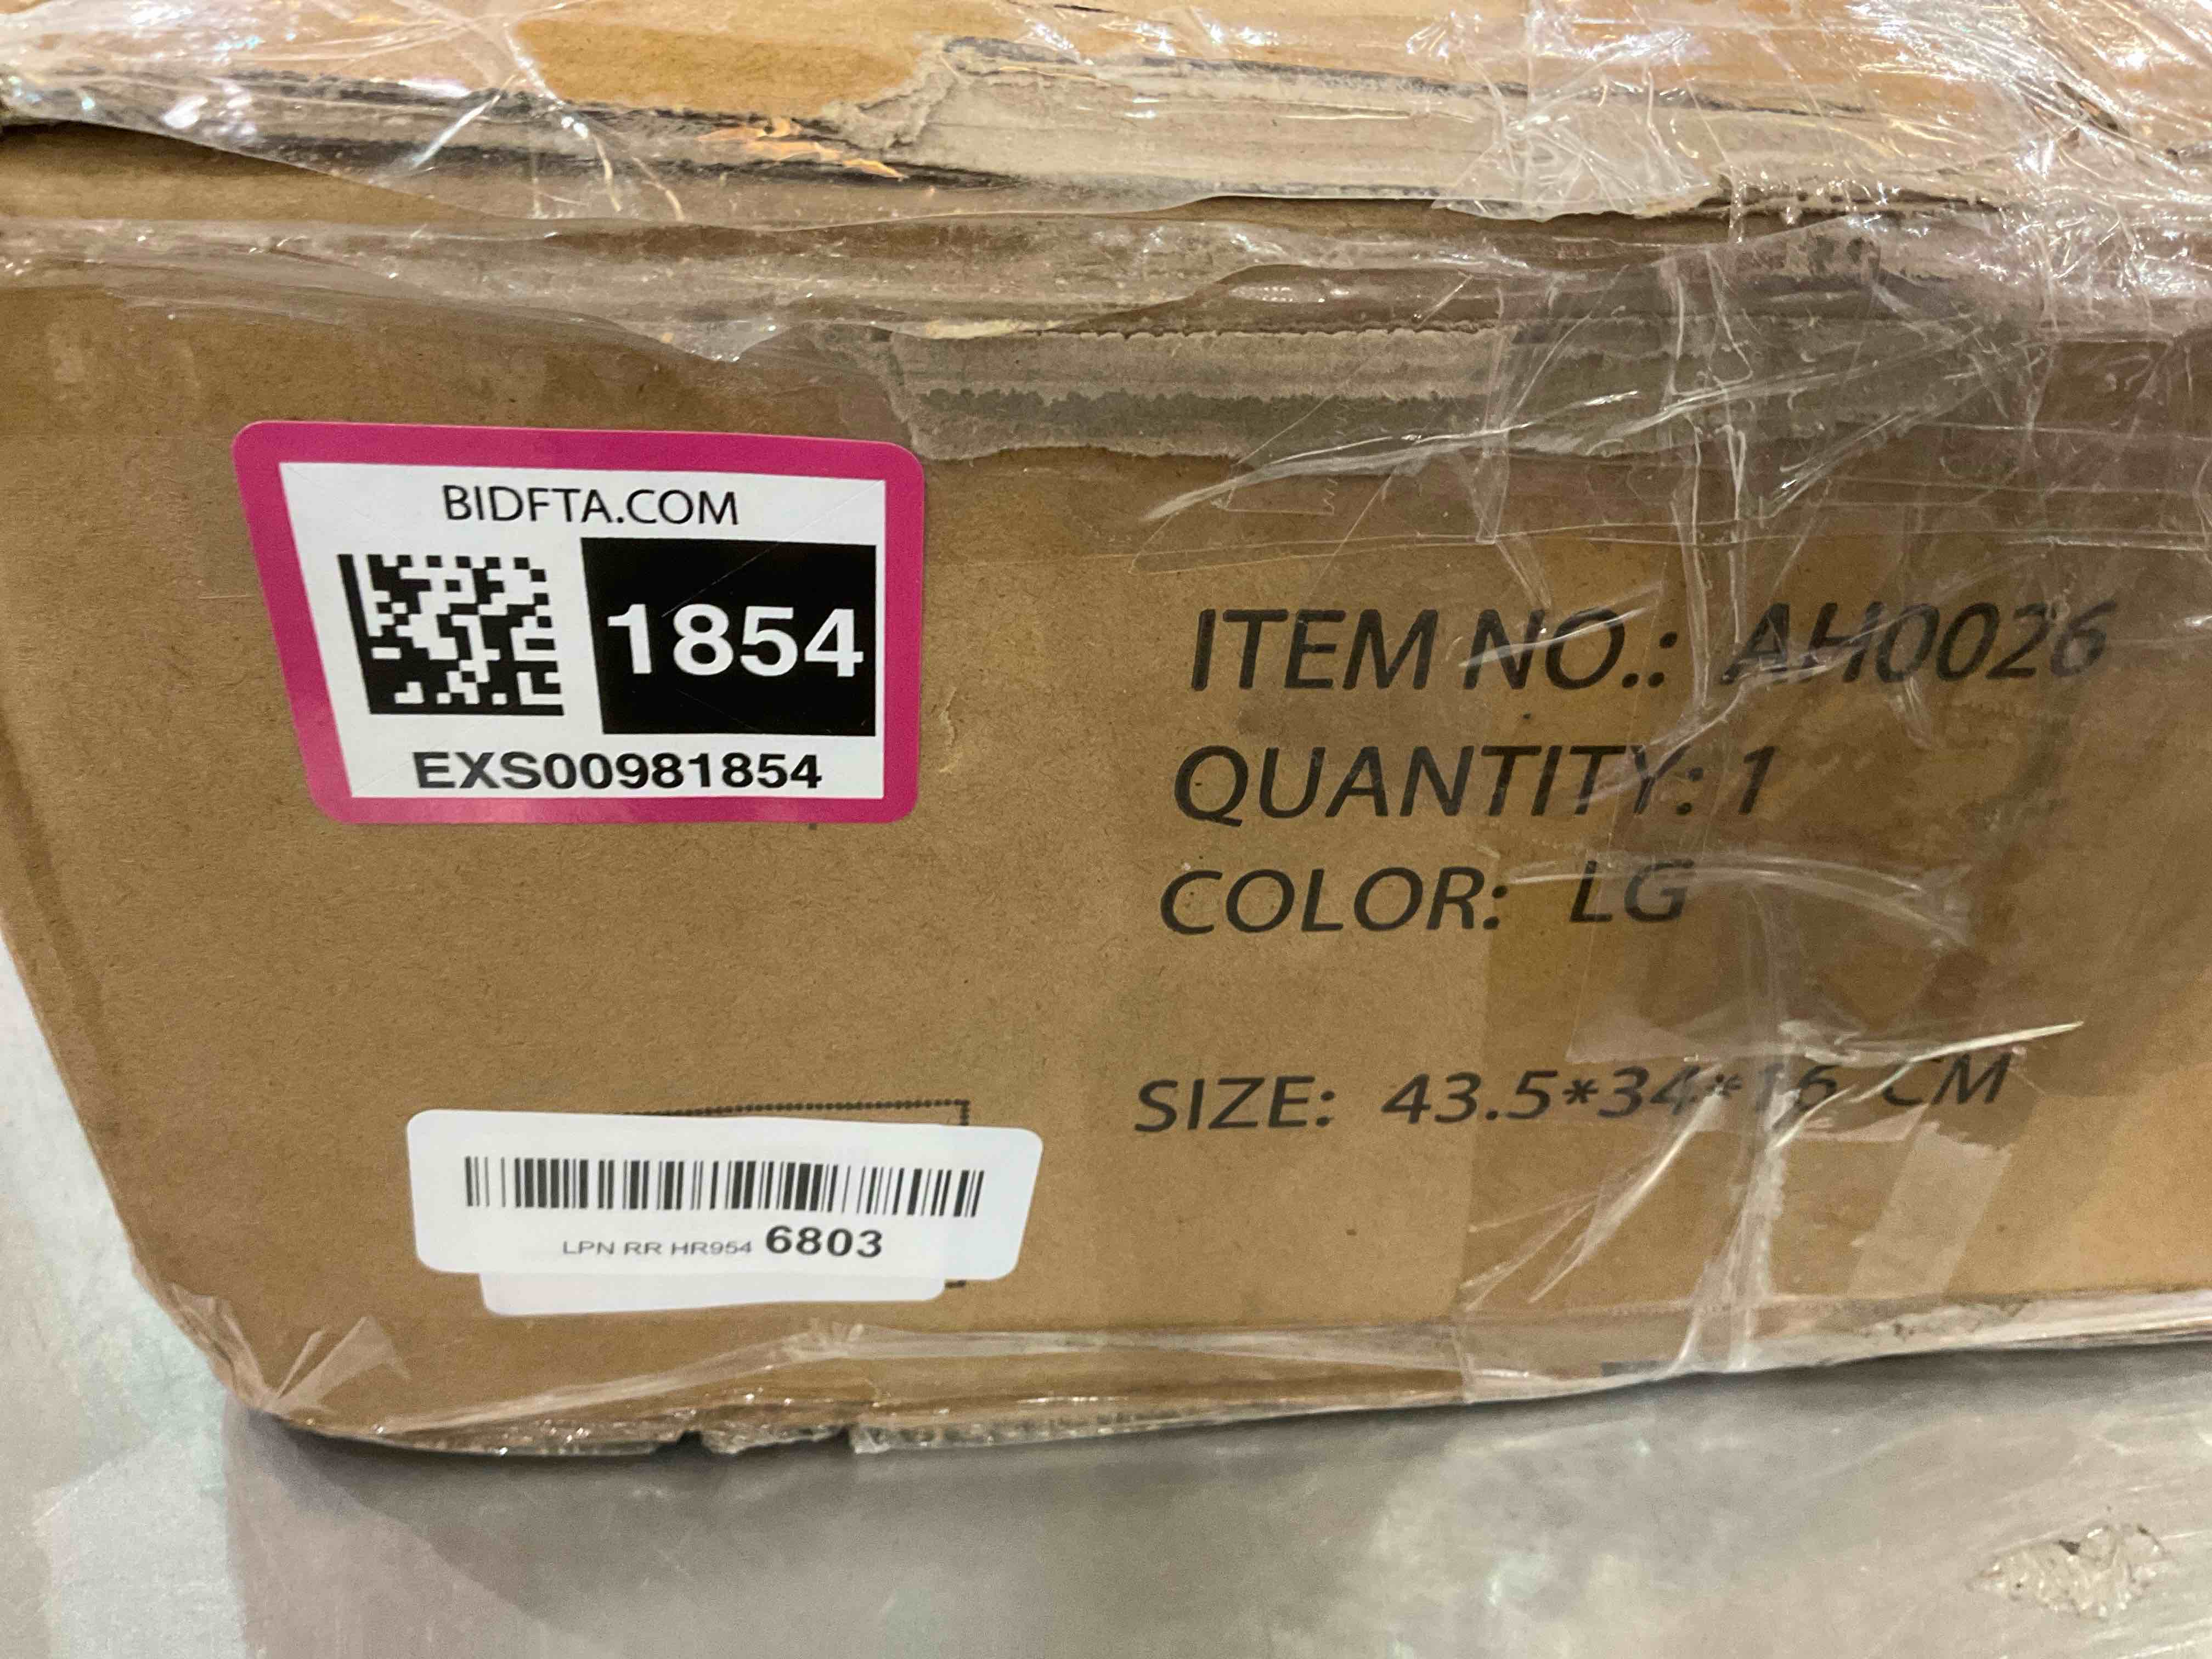 BIDFTA.COM
1854
EXS00981854
ITEM NO.: AH0026
QUANTITY: 1
COLOR: LG
SIZE: 43.5*34*16 CM
LPN RR HR954 6803